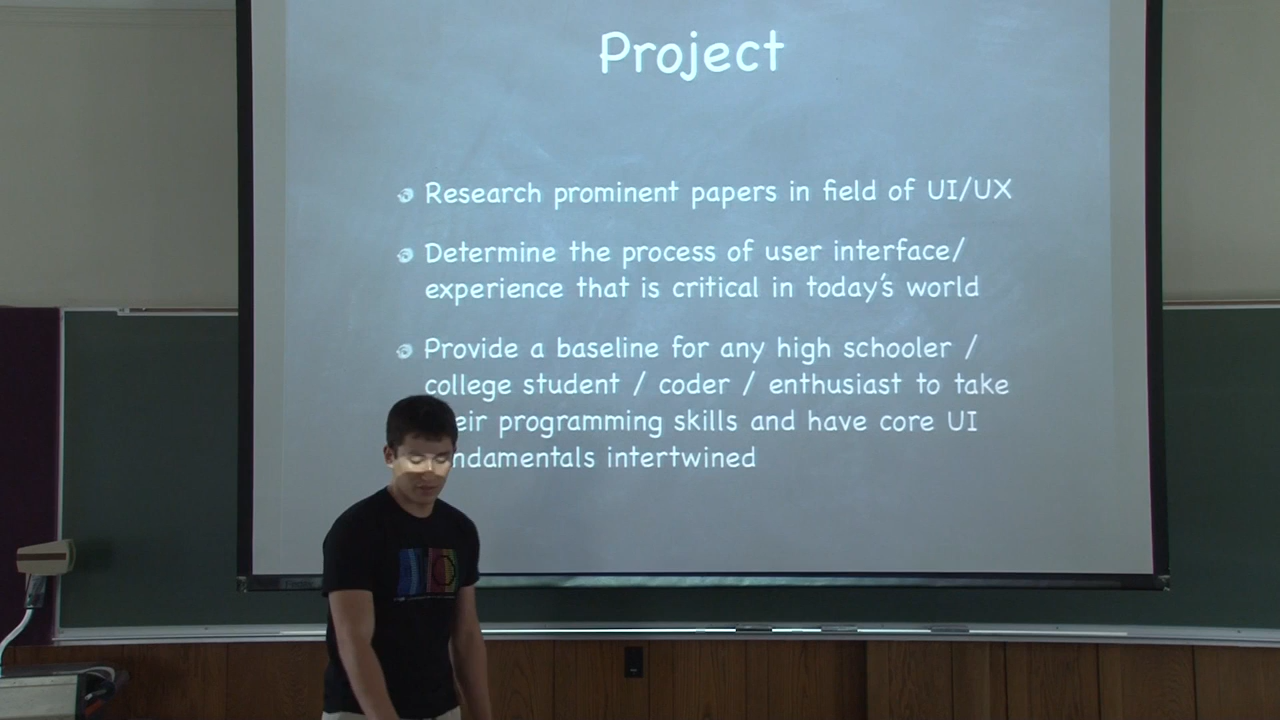 Project
Research prominent papers in field of UI/UX
Determine the process of user interface/
experience that is critical in today's world
Provide a baseline for any high schooler /
college student / coder / enthusiast to take
eir programming skills and have core UI
ndamentals intertwined